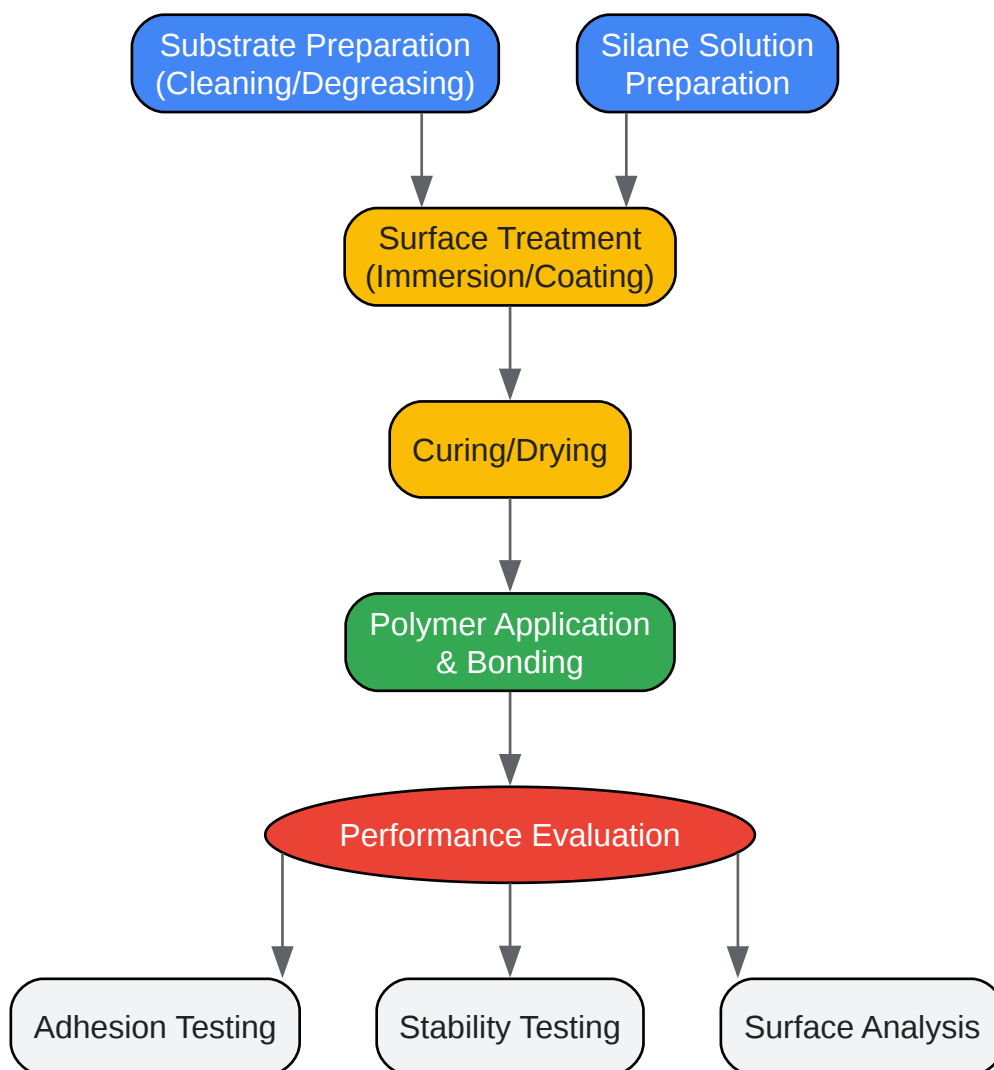 Substrate Preparation
(Cleaning/Degreasing)
Silane Solution
Preparation
Surface Treatment
(Immersion/Coating)
Curing/Drying
Polymer Application
& Bonding
Performance Evaluation
Adhesion Testing
Stability Testing
Surface Analysis